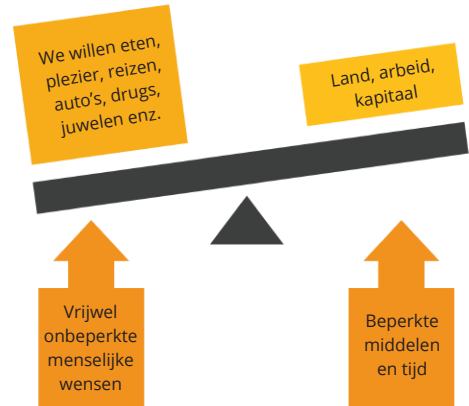 We willen eten,
plezier, reizen,
auto's, drugs,
juwelen enz.
Land, arbeid,
kapitaal
Vrijwel
onbeperkte
menselijke
wensen
Beperkte
middelen
en tijd